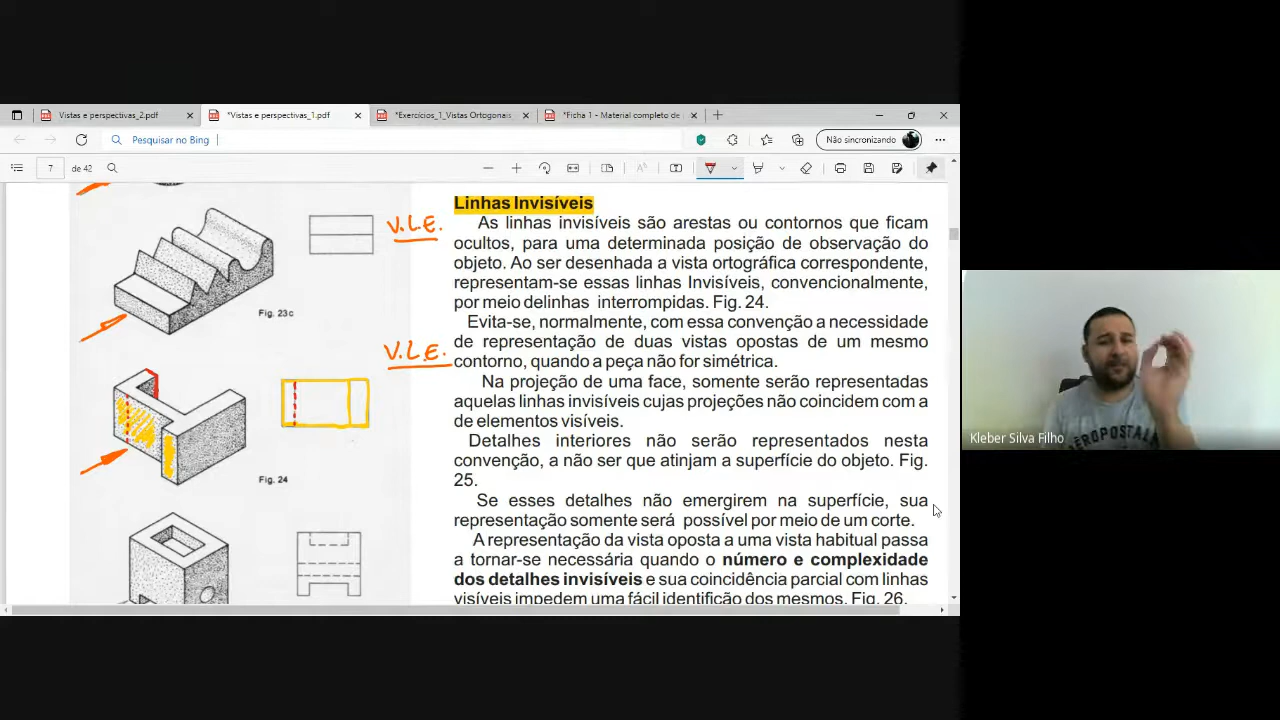 Vistas e perspectivas_2.pdf
*Vistas e perspectivas_1.pdf
*Exercícios_1_Vistas Ortogonais
*Ficha 1 - Material completo de
Pesquisar no Bing
Não sincronizando
7 de 42
V.L.E.
Fig. 23c
V.L.E.
Fig. 24
Linhas Invisíveis
As linhas invisíveis são arestas ou contornos que ficam
ocultos, para uma determinada posição de observação do
objeto. Ao ser desenhada a vista ortográfica correspondente,
representam-se essas linhas Invisíveis, convencionalmente,
por meio delinhas interrompidas. Fig. 24.
Evita-se, normalmente, com essa convenção a necessidade
de representação de duas vistas opostas de um mesmo
contorno, quando a peça não for simétrica.
Na projeção de uma face, somente serão representadas
aquelas linhas invisíveis cujas projeções não coincidem com a
de elementos visíveis.
Detalhes interiores não serão representados nesta
convenção, a não ser que atinjam a superfície do objeto. Fig.
25.
Se esses detalhes não emergirem na superfície, sua
representação somente será possível por meio de um corte.
A representação da vista oposta a uma vista habitual passa
a tornar-se necessária quando o número e complexidade
dos detalhes invisíveis e sua coincidência parcial com linhas
visíveis impedem uma fácil identificação dos mesmos. Fig. 26.
AÉROPOSTAL
Kleber Silva Filho